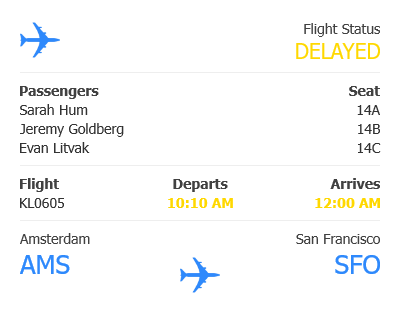 Flight Status
DELAYED
Passengers Seat
Sarah Hum 14A
Jeremy Goldberg 14B
Evan Litvak 14C
Flight Departs Arrives
KL0605 10:10 AM 12:00 AM
Amsterdam San Francisco
AMS SFO